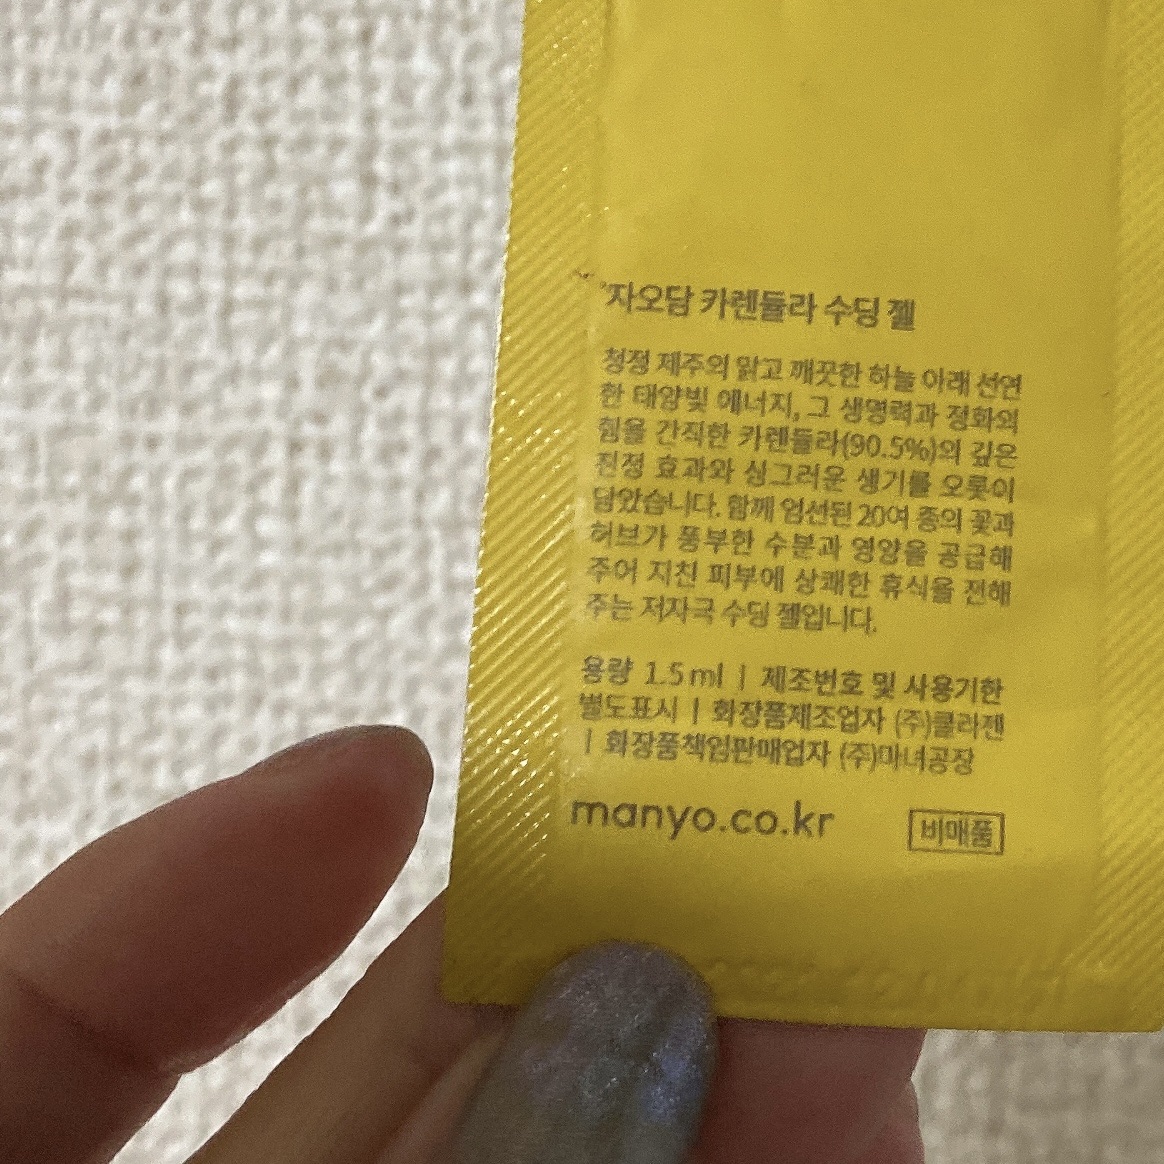 '자오담 카렌듈라 수딩 젤
청정 제주의 맑고 깨끗한 하늘 아래 선연
한 태양빛 에너지, 그 생명력과 정화의
힘을 간직한 카렌듈라(90.5%)의 깊은
진정 효과와 싱그러운 생기를 오롯이
담았습니다. 함께 엄선된 20여 종의 꽃과
허브가 풍부한 수분과 영양을 공급해
주어 지친 피부에 상쾌한 휴식을 전해
주는 저자극 수딩 젤입니다.
용량 1.5ml | 제조번호 및 사용기한
별도표시 | 화장품제조업자 (주)콜라젠
| 화장품책임판매업자 (주)마녀공장
manyo.co.kr
비매품